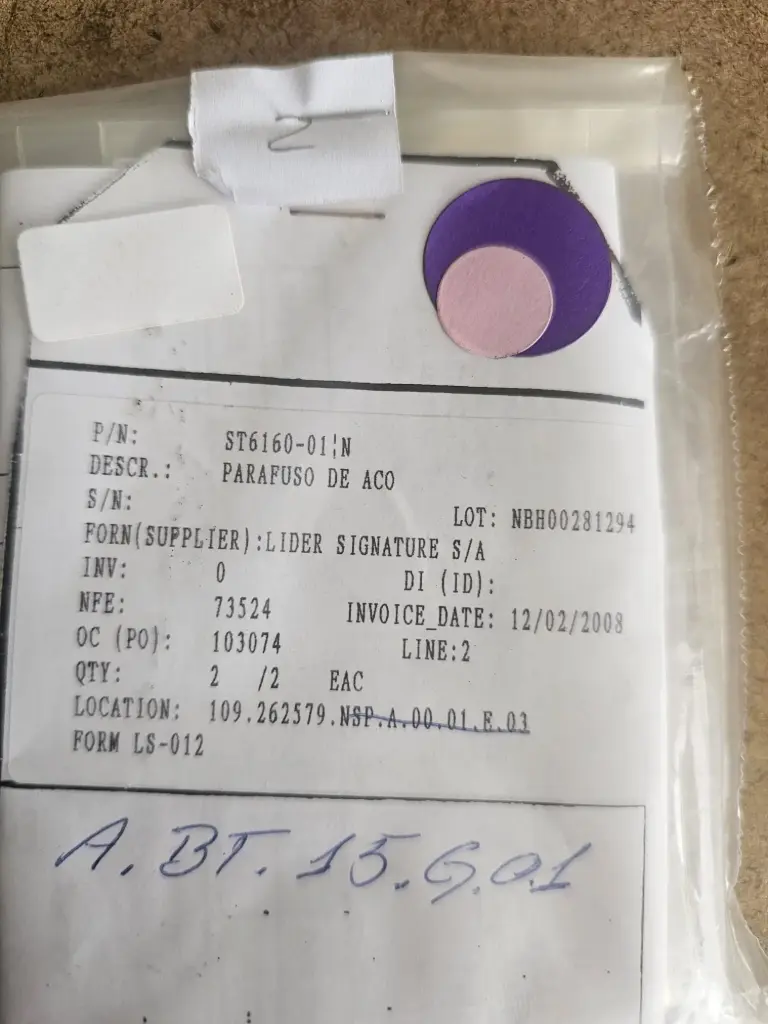 N
P/N: ST6160-01¦N
DESCR.: PARAFUSO DE ACO
S/N: LOT: NBH00281294
FORN(SUPPLIER):LIDER SIGNATURE S/A
INV: 0 DI (ID):
NFE: 73524 INVOICE_DATE: 12/02/2008
OC (PO): 103074 LINE:2
QTY: 2 /2 EAC
LOCATION: 109.262579.NSP.A.00.01.E.03
FORM LS-012
A.BT.15.G.01